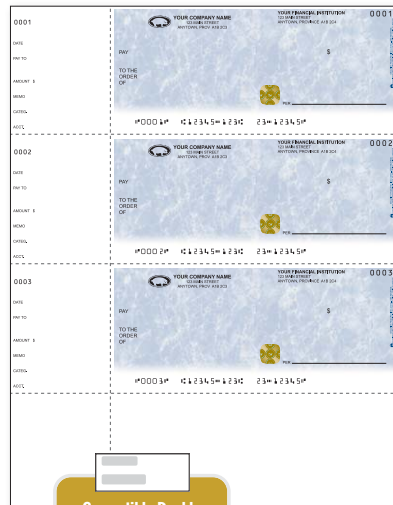 0001
DATE
PAY TO
AMOUNT $
MEMO
CATEG.
ACCT.
YOUR COMPANY NAME
123 MAIN STREET
ANYTOWN, PROV A1B 2C3
YOUR FINANCIAL INSTITUTION
123 MAIN STREET
ANYTOWN, PROVINCE A1B 2C4
0001
PAY
$
TO THE
ORDER
OF
PER
⑈0001⑈ ⑆12345⑉123⑆ 23⑉12345⑈
0002
DATE
PAY TO
AMOUNT $
MEMO
CATEG.
ACCT.
YOUR COMPANY NAME
123 MAIN STREET
ANYTOWN, PROV A1B 2C3
YOUR FINANCIAL INSTITUTION
123 MAIN STREET
ANYTOWN, PROVINCE A1B 2C4
0002
PAY
$
TO THE
ORDER
OF
PER
⑈0002⑈ ⑆12345⑉123⑆ 23⑉12345⑈
0003
DATE
PAY TO
AMOUNT $
MEMO
CATEG.
ACCT.
YOUR COMPANY NAME
123 MAIN STREET
ANYTOWN, PROV A1B 2C3
YOUR FINANCIAL INSTITUTION
123 MAIN STREET
ANYTOWN, PROVINCE A1B 2C4
0003
PAY
$
TO THE
ORDER
OF
PER
⑈0003⑈ ⑆12345⑉123⑆ 23⑉12345⑈